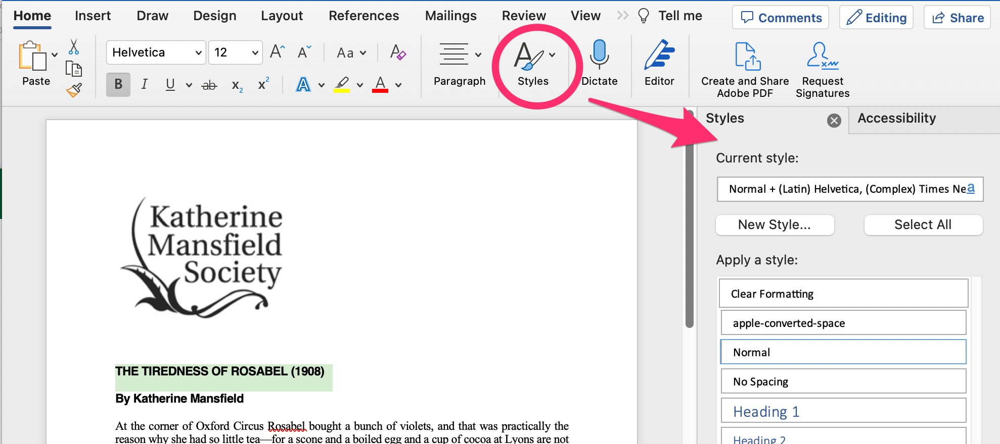 Home Insert Draw Design Layout References Mailings Review View Tell me Comments Editing Share
Helvetica 12 Aa
Paste Paragraph Styles Dictate Editor Create and Share Adobe PDF Request Signatures
B I U ab x2 x2 A A
Styles Accessibility
Current style:
Normal + (Latin) Helvetica, (Complex) Times Ne a
New Style... Select All
Apply a style:
Clear Formatting
apple-converted-space
Normal
No Spacing
Heading 1
Heading 2
Katherine
Mansfield
Society
THE TIREDNESS OF ROSABEL (1908)
By Katherine Mansfield
At the corner of Oxford Circus Rosabel bought a bunch of violets, and that was practically the
reason why she had so little tea—for a scone and a boiled egg and a cup of cocoa at Lyons are not